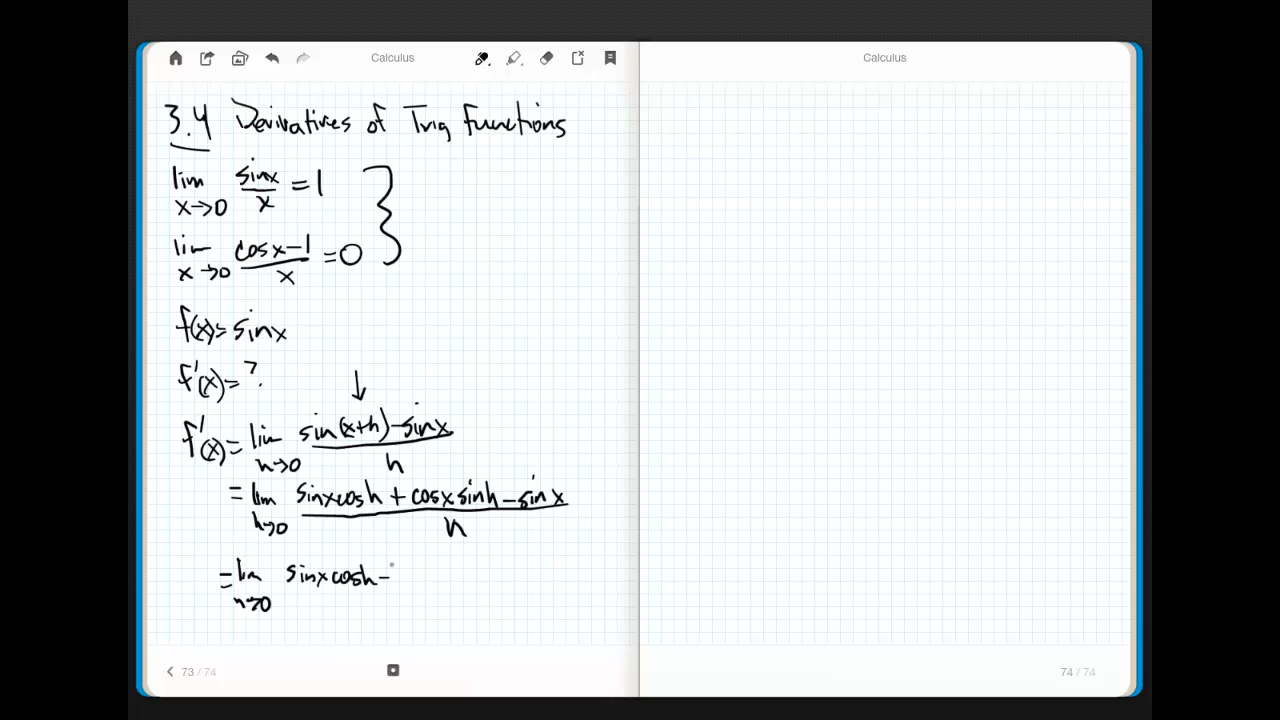 Calculus
3.4 Derivatives of Trig Functions
lim x→0 sinx/x = 1
lim x→0 cosx-1/x = 0
f(x)= sinx
f'(x)= ?
f'(x)= lim h→0 sin(x+h)-sinx/h
= lim h→0 sinxcosh + cosxsinh - sinx/h
= lim h→0 sinxcosh -
73 / 74
Calculus
74 / 74